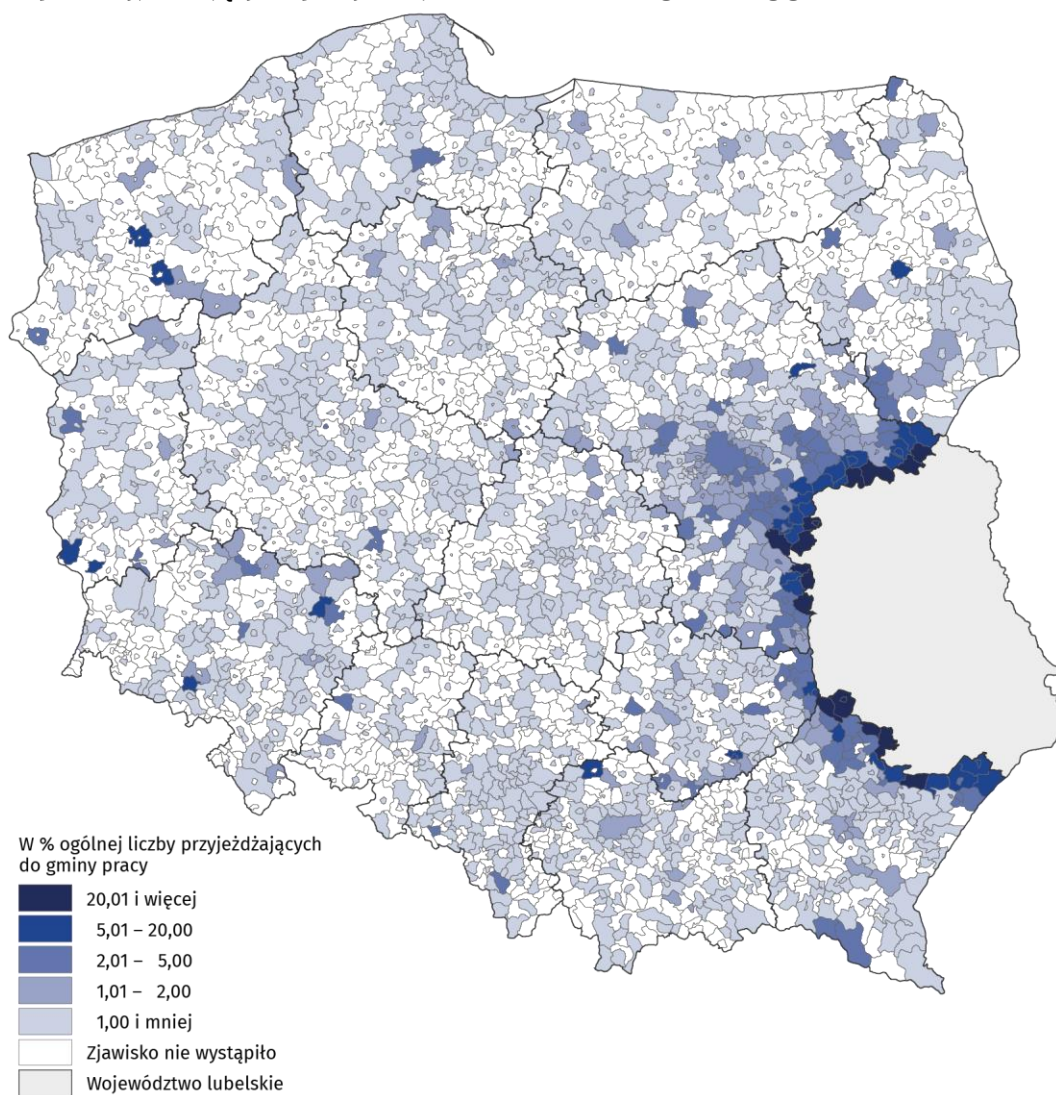 W % ogólnej liczby przyjeżdżających
do gminy pracy
20,01 i więcej
5,01 – 20,00
2,01 – 5,00
1,01 – 2,00
1,00 i mniej
Zjawisko nie wystąpiło
Województwo lubelskie